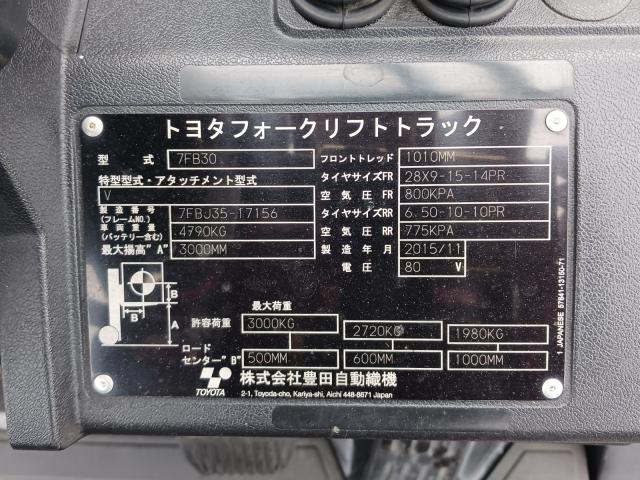 トヨタフォークリフトトラック
型 式 7FB30
特型型式・アタッチメント型式
V
製造番号 (フレームNO.) 7FBJ35-17156
車両重量 (バッテリー含む) 4790KG
最大揚高"A" 3000MM
フロントトレッド 1010MM
タイヤサイズFR 28X9-15-14PR
空気圧FR 800KPA
タイヤサイズRR 6.50-10-10PR
空気圧RR 775KPA
製造年月 2015/11
電圧 80 V
B
B
A
最大荷重
許容荷重 3000KG 2720KG 1980KG
ロードセンター"B" 500MM 600MM 1000MM
TOYOTA 株式会社豊田自動織機
2-1, Toyoda-cho, Kariya-shi, Aichi 448-8671 Japan
1 JAPANESE 57841-13150-71